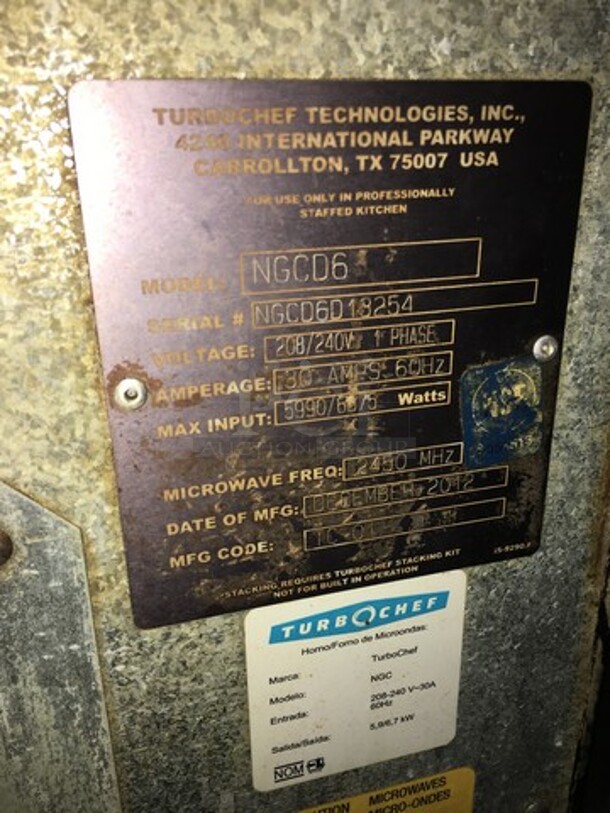 TURBOCHEF TECHNOLOGIES, INC.,
INTERNATIONAL PARKWAY
CARROLLTON, TX 75007 USA
FOR USE ONLY IN PROFESSIONALLY
STAFFED KITCHEN
MODEL: NGCD6
SERIAL # NGCD6D18254
VOLTAGE: 208/240V 1 PHASE
AMPERAGE: 30 AMPS 60Hz
MAX INPUT: Watts
MICROWAVE FREQ: 2450 MHz
DATE OF MFG: DECEMBER 2012
MFG CODE:
*STACKING REQUIRES TURBOCHEF STACKING KIT
NOT FOR BUILT IN OPERATION
TURBOCHEF
Horno/Forno de Microondas:
Marca: TurboChef
Modelo: NGC
Entrada: 208-240 V~30A
60Hz
Salida/Saída: 5,9/6,7 kW
NOM
MICROWAVES